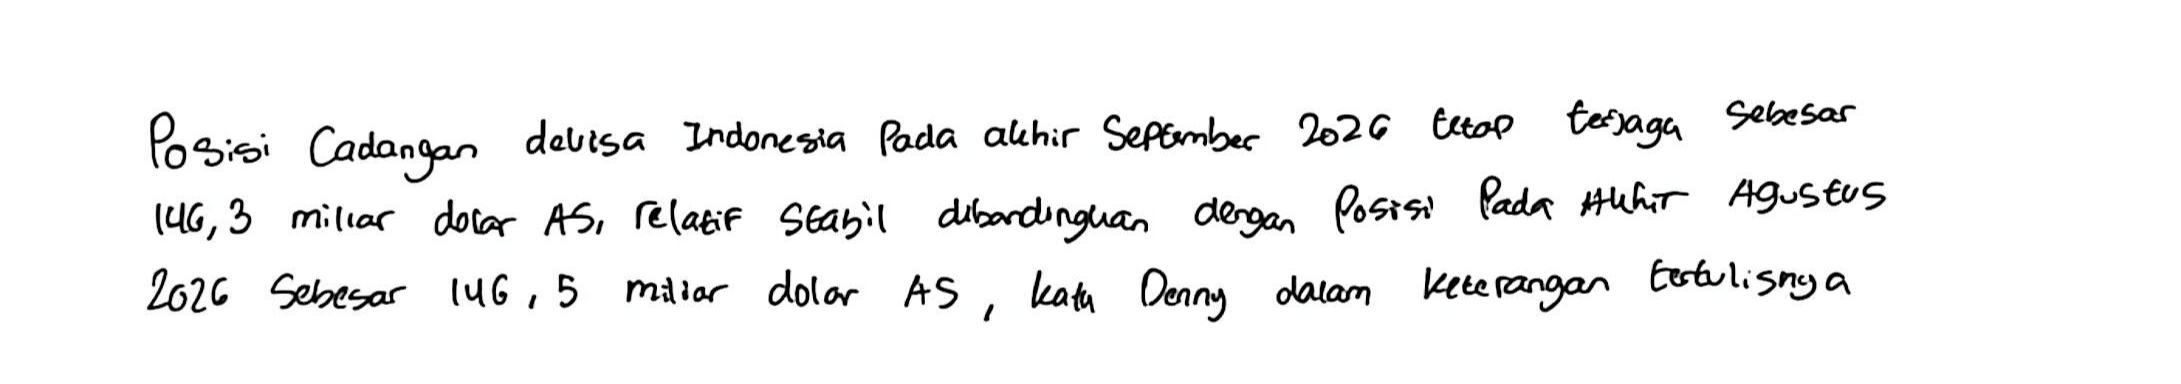 Posisi Cadangan devisa Indonesia Pada akhir September 2026 tetap terjaga sebesar
146,3 miliar dolar AS, relatif stabil dibandingkan dengan Posisi Pada Akhir Agustus
2026 Sebesar 146,5 miliar dolar AS, kata Denny dalam keterangan tertulisnya